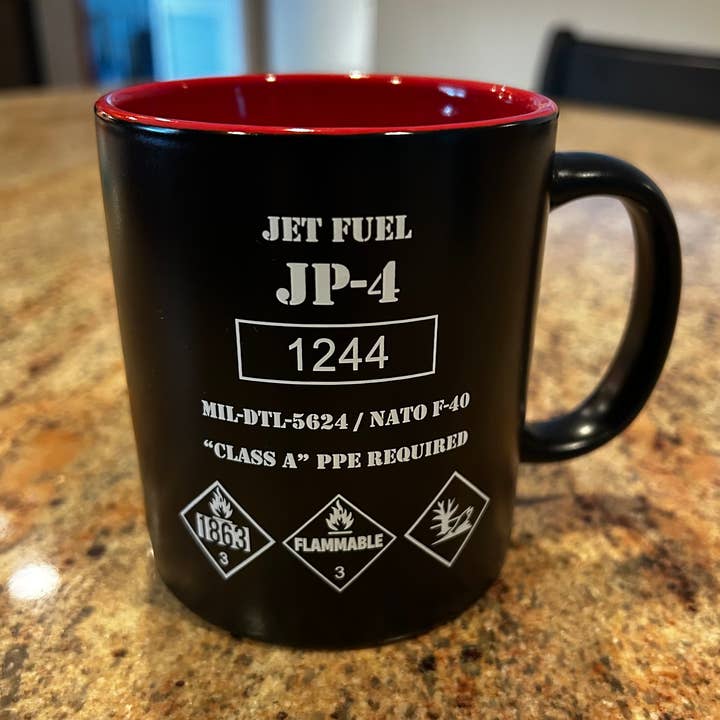 JET FUEL
JP-4
1244
MIL-DTL-5624 / NATO F-40
"CLASS A" PPE REQUIRED
1863
3
FLAMMABLE
3